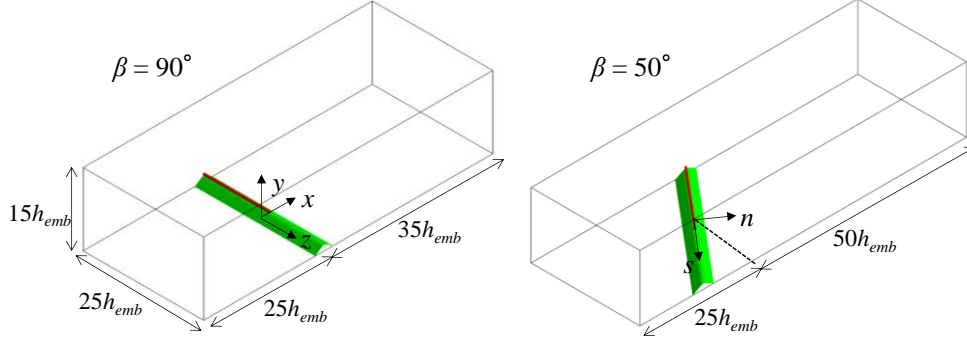 β = 90°
y
x
z
15h_emb
25h_emb
25h_emb
35h_emb
β = 50°
n
s
50h_emb
25h_emb